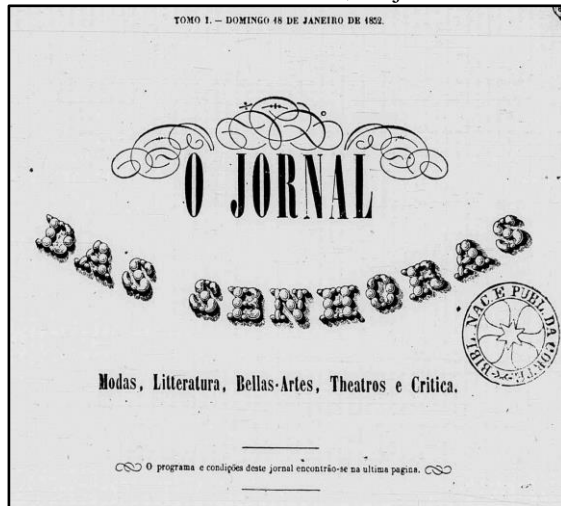 TOMO I. — DOMINGO 18 DE JANEIRO DE 1852.
O JORNAL
DAS SENHORAS
BIBL. NAC. E PUBL. DA CORTE
Modas, Litteratura, Bellas-Artes, Theatros e Critica.
O programa e condições deste jornal encontrão-se na ultima pagina.